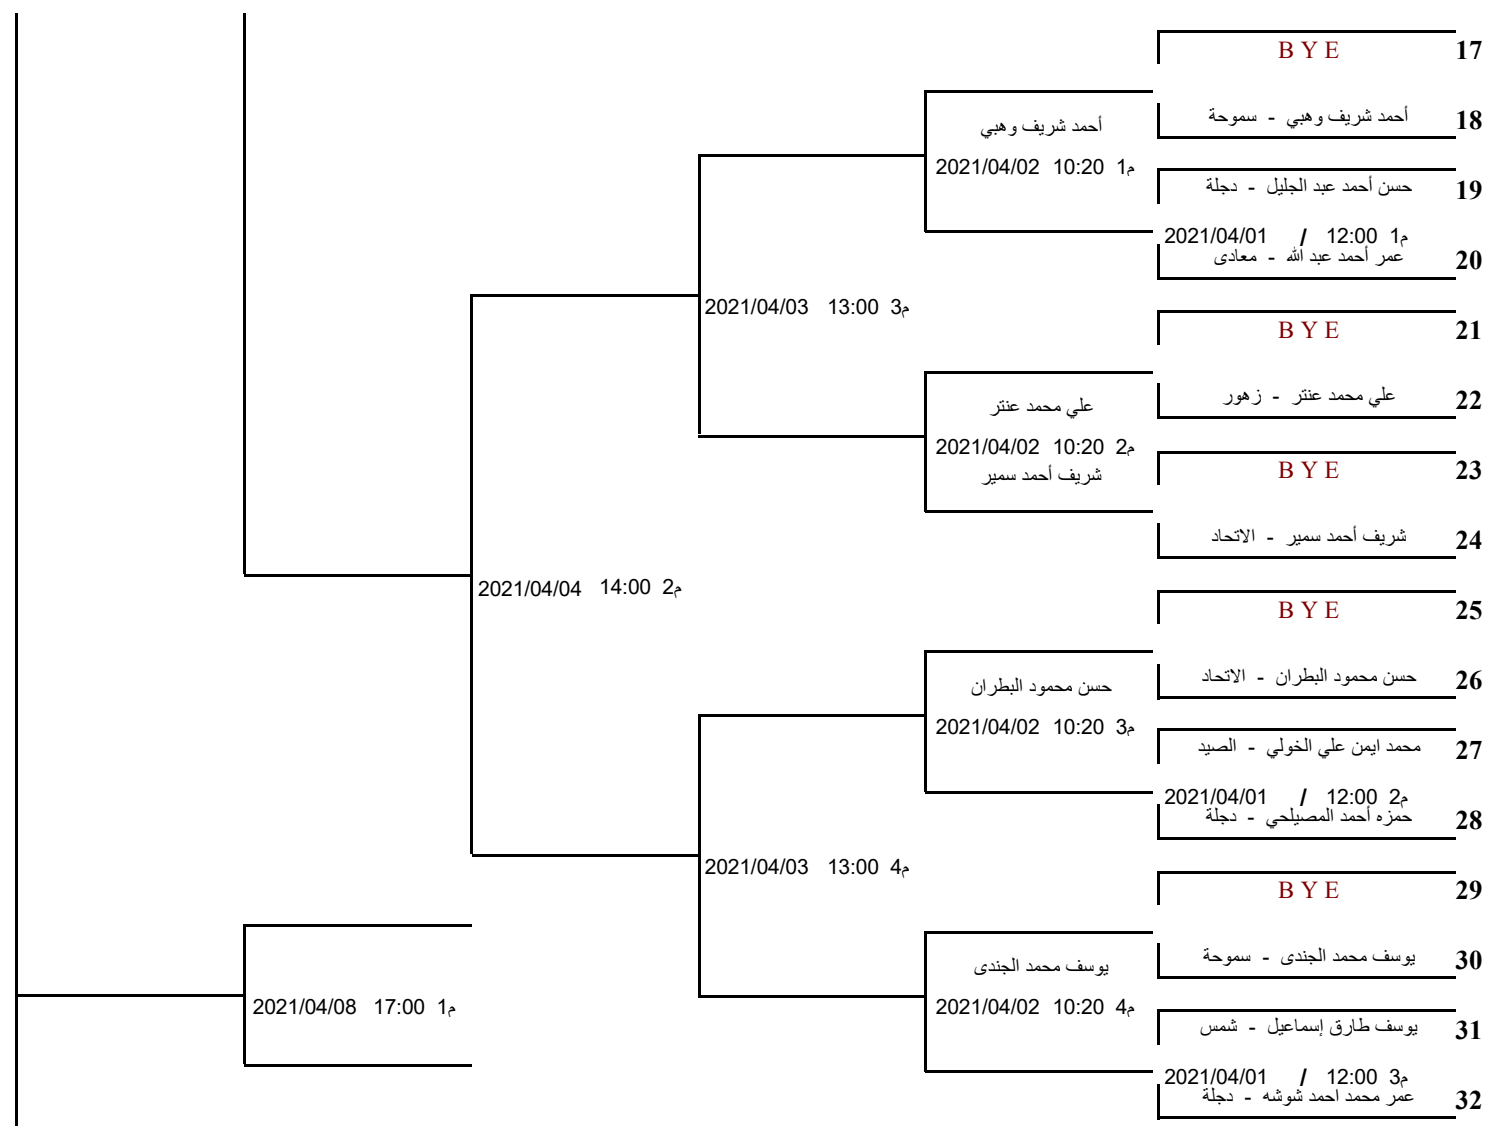 17 B Y E
18 أحمد شريف وهبي - سموحة
أحمد شريف وهبي
2021/04/02 10:20 م1
19 حسن أحمد عبد الجليل - دجلة
2021/04/01 / 12:00 م1
20 عمر أحمد عبد الله - معادى
2021/04/03 13:00 م3
21 B Y E
22 علي محمد عنتر - زهور
علي محمد عنتر
2021/04/02 10:20 م2
شريف أحمد سمير
23 B Y E
24 شريف أحمد سمير - الاتحاد
2021/04/04 14:00 م2
25 B Y E
26 حسن محمود البطران - الاتحاد
حسن محمود البطران
2021/04/02 10:20 م3
27 محمد ايمن علي الخولي - الصيد
2021/04/01 / 12:00 م2
28 حمزه أحمد المصيلحي - دجلة
2021/04/03 13:00 م4
29 B Y E
30 يوسف محمد الجندى - سموحة
يوسف محمد الجندى
2021/04/02 10:20 م4
2021/04/08 17:00 م1
31 يوسف طارق إسماعيل - شمس
2021/04/01 / 12:00 م3
32 عمر محمد احمد شوشه - دجلة